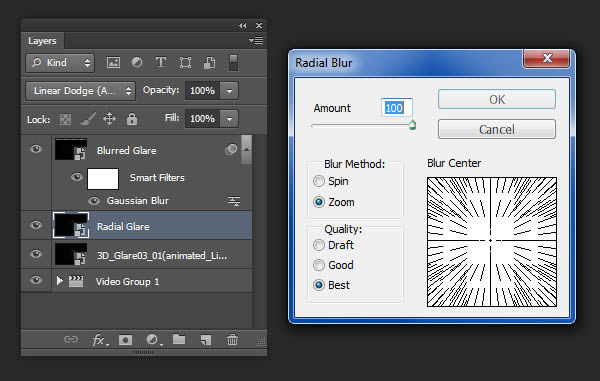 Layers
Kind
Linear Dodge (A... Opacity: 100%
Lock: Fill: 100%
Blurred Glare
Smart Filters
Gaussian Blur
Radial Glare
3D_Glare03_01(animated_Li...
Video Group 1
fx
Radial Blur
Amount 100
OK
Cancel
Blur Method:
Spin
Zoom
Quality:
Draft
Good
Best
Blur Center